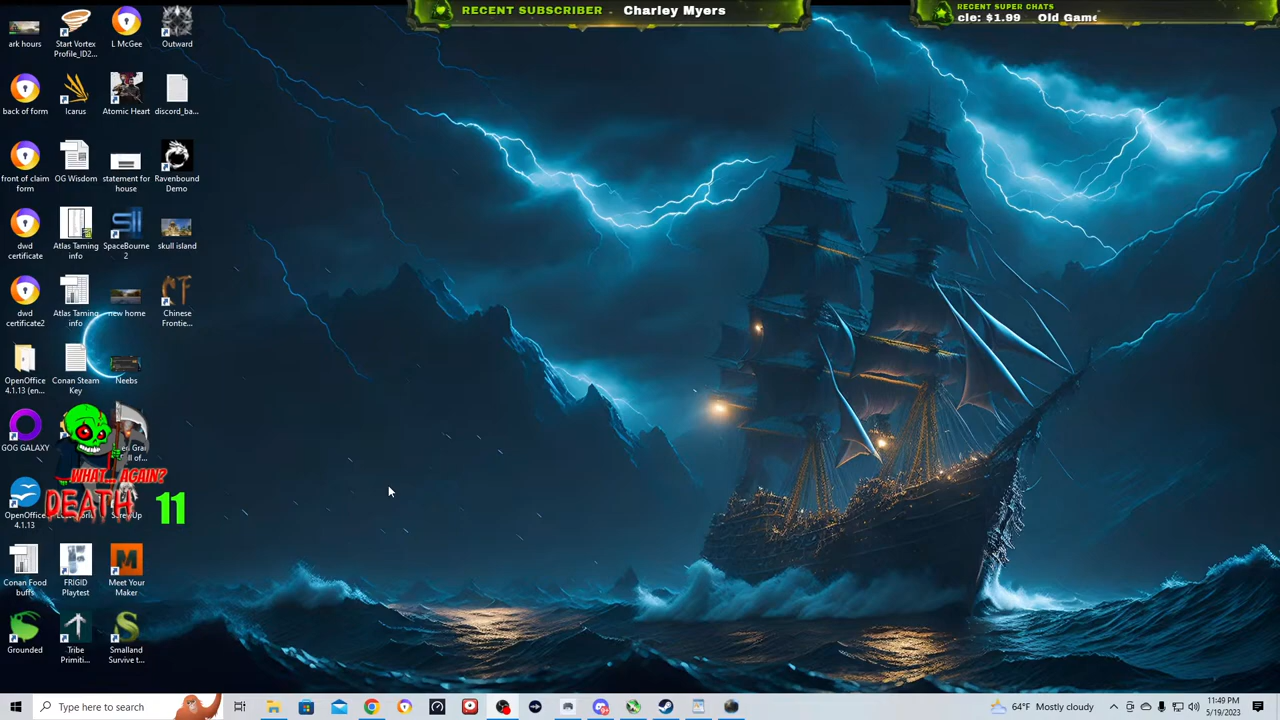 RECENT SUBSCRIBER - Charley Myers
RECENT SUPER CHATS
cle: $1.99 Old Game
ark hours
Start Vortex
Profile_ID2...
L McGee
Outward
back of form
Icarus
Atomic Heart
discord_ba...
front of claim
form
OG Wisdom
statement for
house
Ravenbound
Demo
dwd
certificate
Atlas Taming
info
SpaceBourne
2
skull island
dwd
certificate2
Atlas Taming
info
new home
Chinese
Frontie...
OpenOffice
4.1.13 (en...
Conan Steam
Key
Neebs
GOG GALAXY
WHAT... AGAIN?
DEATH 11
OpenOffice
4.1.13
Conan Food
buffs
FRIGID
Playtest
Meet Your
Maker
Grounded
Tribe
Primiti...
Smalland
Survive t...
Type here to search
64°F Mostly cloudy
11:49 PM
5/19/2023